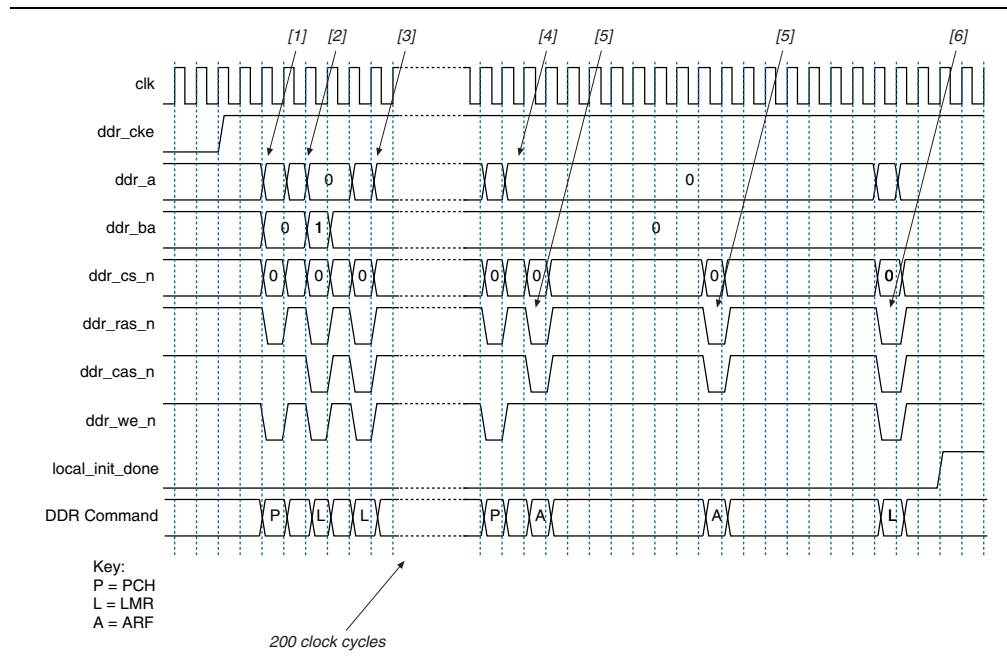 [1] [2] [3] [4] [5] [5] [6]
clk
ddr_cke
ddr_a 0 0
ddr_ba 0 1 0
ddr_cs_n 0 0 0 0 0 0 0
ddr_ras_n
ddr_cas_n
ddr_we_n
local_init_done
DDR Command P L L P A A L
Key:
P = PCH
L = LMR
A = ARF
200 clock cycles